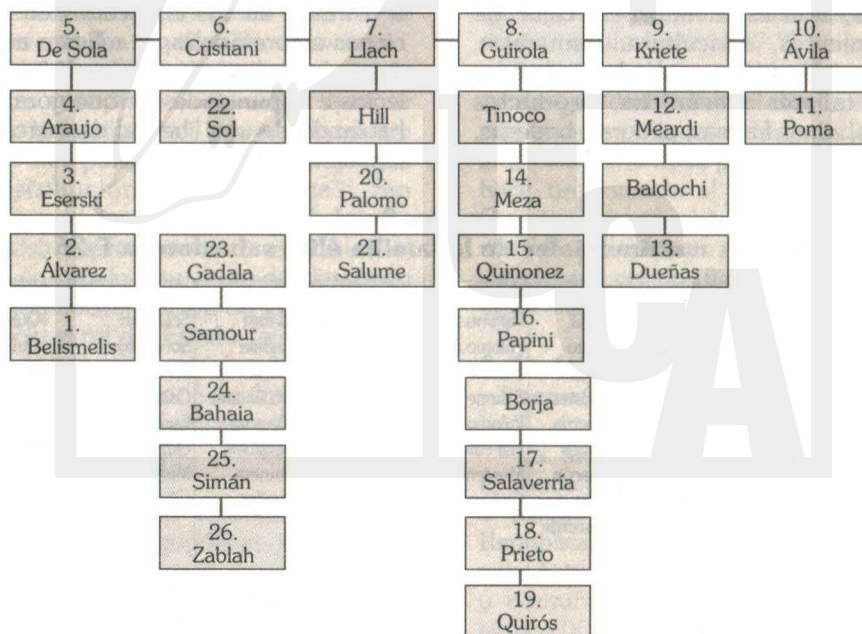 5.
De Sola
6.
Cristiani
7.
Llach
8.
Guirola
9.
Kriete
10.
Ávila
4.
Araujo
22.
Sol
Hill
Tinoco
12.
Meardi
11.
Poma
3.
Eserski
20.
Palomo
14.
Meza
Baldochi
2.
Álvarez
23.
Gadala
21.
Salume
15.
Quinonez
13.
Dueñas
1.
Belismelis
Samour
16.
Papini
24.
Bahaia
Borja
25.
Simán
17.
Salaverría
26.
Zablah
18.
Prieto
19.
Quirós